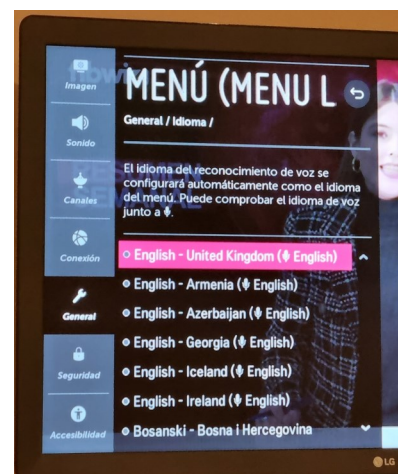 Imagen
Sonido
Canales
Conexión
General
Seguridad
Accesibilidad
MENÚ (MENU L
General / Idioma /
El idioma del reconocimiento de voz se
configurará automáticamente como el idioma
del menú. Puede comprobar el idioma de voz
junto a 🎤.
English - United Kingdom (🎤 English)
English - Armenia (🎤 English)
English - Azerbaijan (🎤 English)
English - Georgia (🎤 English)
English - Iceland (🎤 English)
English - Ireland (🎤 English)
Bosanski - Bosna i Hercegovina
LG